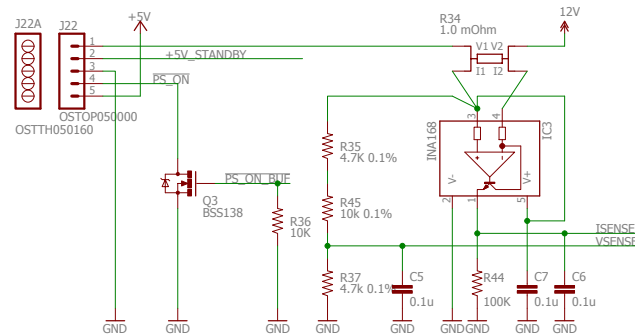 J22A
J22
+5V
R34
1.0 mOhm
12V
1
2
3
4
5
+5V_STANDBY
PS_ON
V1 V2
I1 I2
OSTOP050000
OSTTH050160
R35
4.7K 0.1%
INA168
3
4
IC3
+
-
V-
V+
2
1
5
PS_ON_BUF
Q3
BSS138
R36
10K
R45
10k 0.1%
ISENSE
VSENSE
R37
4.7k 0.1%
C5
0.1u
R44
100K
C7
0.1u
C6
0.1u
GND
GND
GND
GND
GND
GND
GND
GND
GND